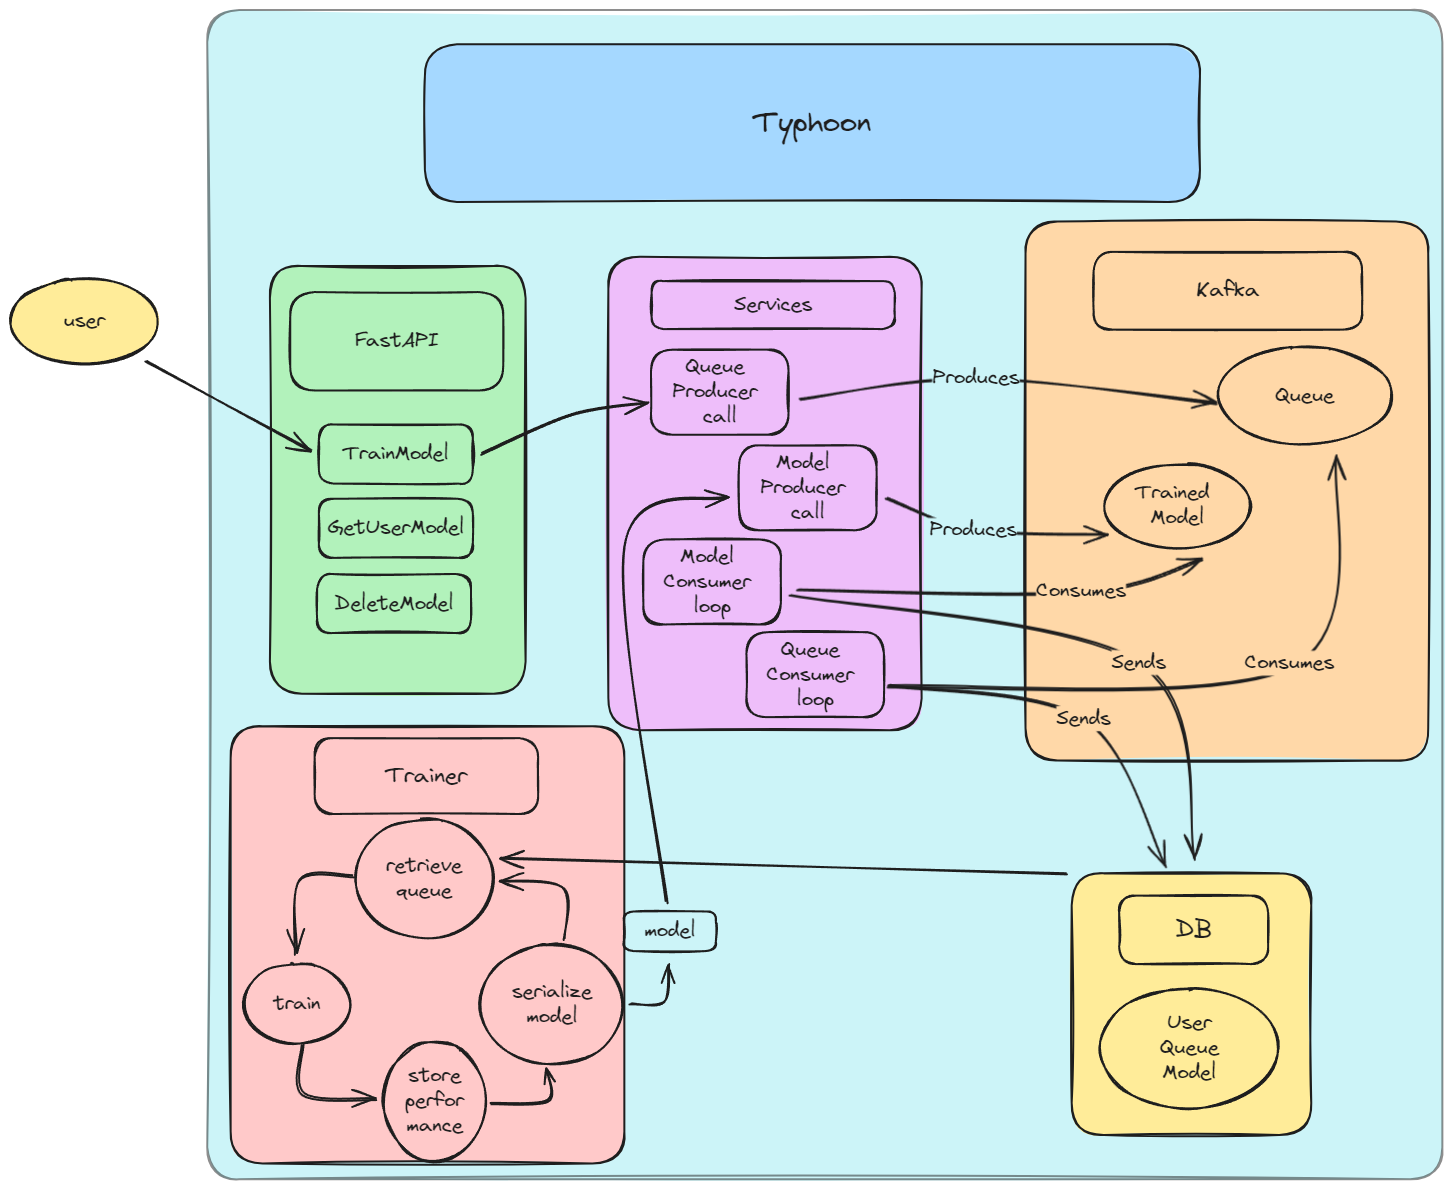 Typhoon
user
FastAPI
TrainModel
GetUserModel
DeleteModel
Services
Queue
Producer
call
Model
Producer
call
Model
Consumer
loop
Queue
Consumer
loop
Produces
Produces
Consumes
Sends
Consumes
Sends
Kafka
Queue
Trained
Model
Trainer
retrieve
queue
train
store
perfor
mance
serialize
model
model
DB
User
Queue
Model